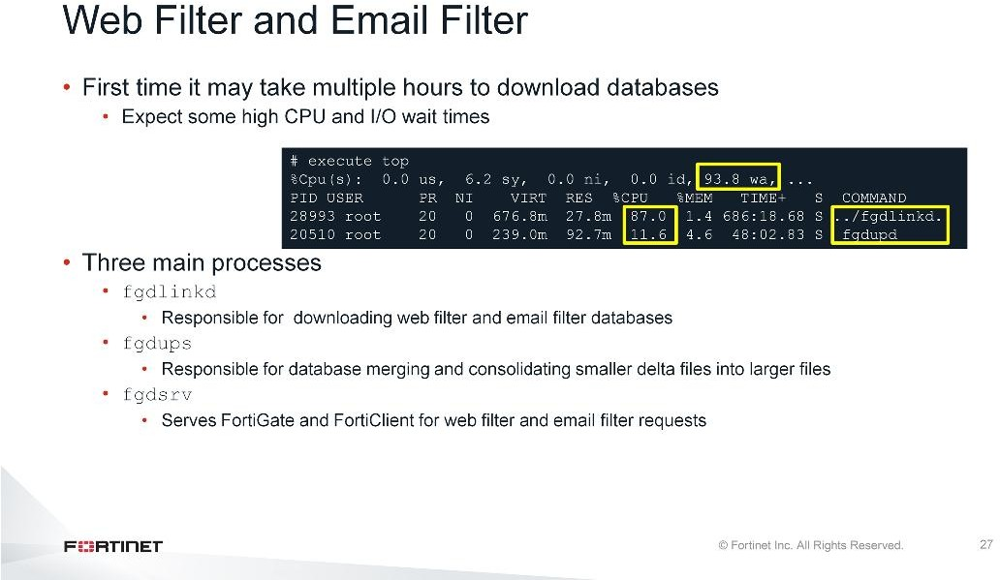 Web Filter and Email Filter
• First time it may take multiple hours to download databases
• Expect some high CPU and I/O wait times
# execute top
%Cpu(s): 0.0 us, 6.2 sy, 0.0 ni, 0.0 id, 93.8 wa, ...
PID USER PR NI VIRT RES %CPU %MEM TIME+ S COMMAND
28993 root 20 0 676.8m 27.8m 87.0 1.4 686:18.68 S ../fgdlinkd.
20510 root 20 0 239.0m 92.7m 11.6 4.6 48:02.83 S fgdupd
• Three main processes
• fgdlinkd
• Responsible for downloading web filter and email filter databases
• fgdups
• Responsible for database merging and consolidating smaller delta files into larger files
• fgdsrv
• Serves FortiGate and FortiClient for web filter and email filter requests
FORTINET
© Fortinet Inc. All Rights Reserved.
27